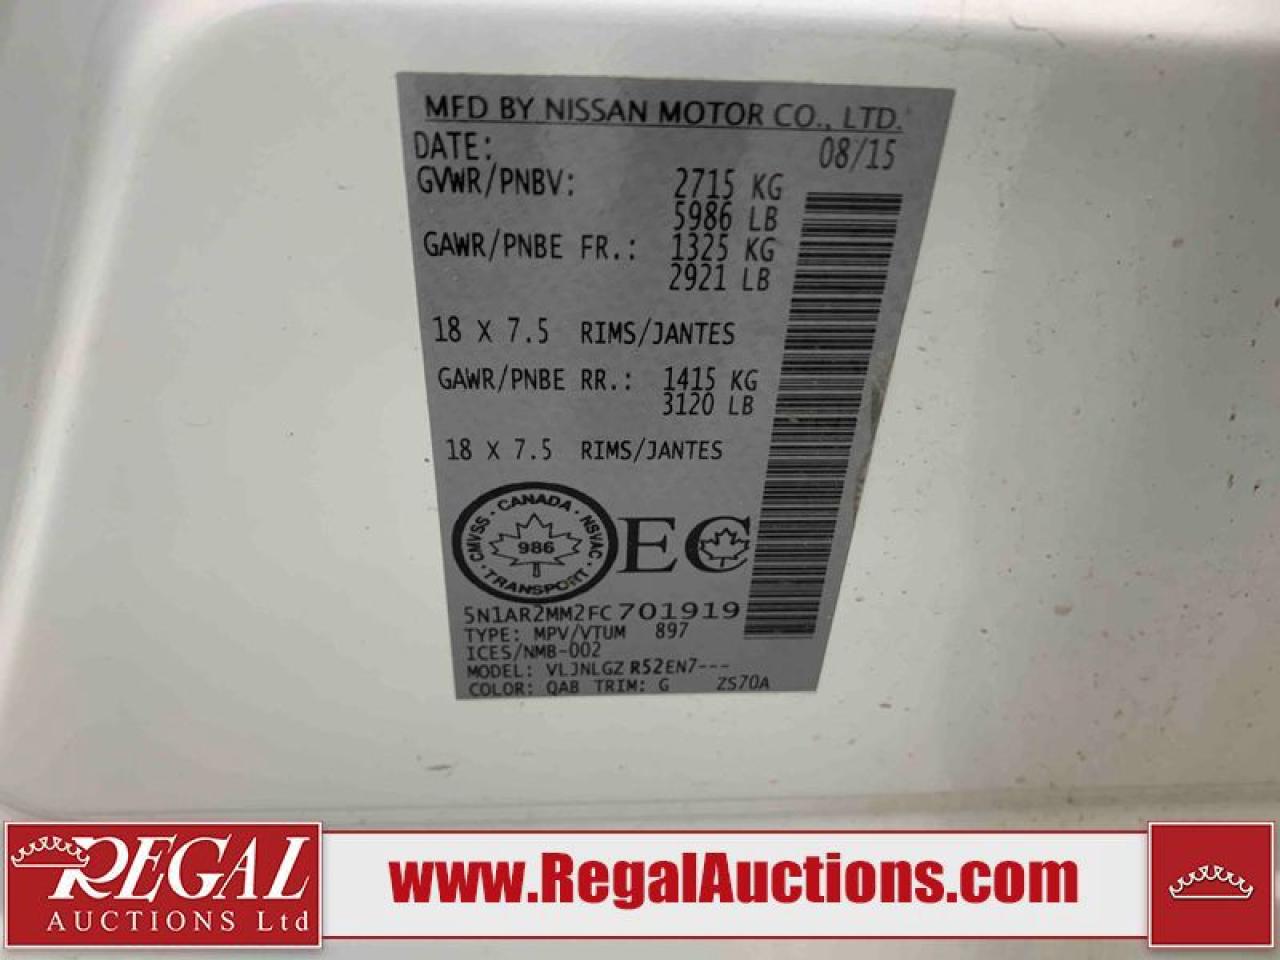 MFD BY NISSAN MOTOR CO., LTD.
DATE: 08/15
GVWR/PNBV: 2715 KG
5986 LB
GAWR/PNBE FR.: 1325 KG
2921 LB
18 X 7.5 RIMS/JANTES
GAWR/PNBE RR.: 1415 KG
3120 LB
18 X 7.5 RIMS/JANTES
CMVSS · CANADA · NSVAC · TRANSPORT ·
986
EC
5N1AR2MM2FC701919
TYPE: MPV/VTUM 897
ICES/NMB-002
MODEL: VLJNLGZ R52EN7---
COLOR: QAB TRIM: G ZS70A
REGAL
AUCTIONS Ltd
www.RegalAuctions.com